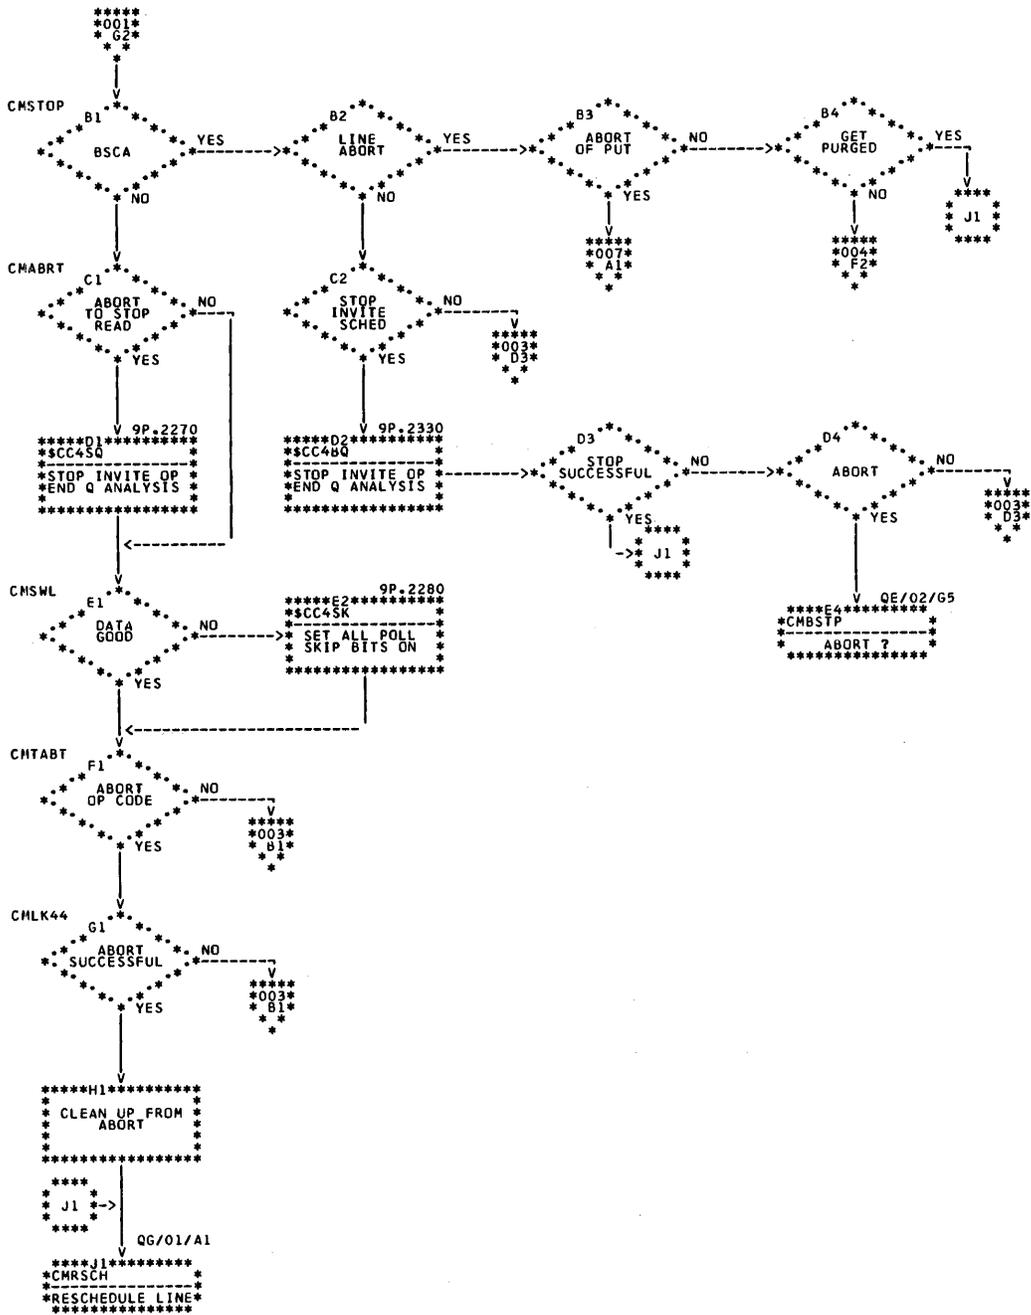 001
G2
CMSTOP
B1
BSCA
YES
NO
B2
LINE
ABORT
YES
NO
B3
ABORT
OF PUT
NO
YES
B4
GET
PURGED
YES
NO
J1
007
A1
004
F2
CMABRT
C1
ABORT
TO STOP
READ
NO
YES
C2
STOP
INVITE
SCHED
NO
YES
003
D3
9P.2270
D1
$CC4SQ
STOP INVITE OP
END Q ANALYSIS
9P.2330
D2
$CC4BQ
STOP INVITE OP
END Q ANALYSIS
D3
STOP
SUCCESSFUL
NO
YES
J1
D4
ABORT
NO
YES
003
D3
CMSWL
E1
DATA
GOOD
NO
YES
9P.2280
E2
$CC4SK
SET ALL POLL
SKIP BITS ON
QE/02/G5
E4
CMBSTP
ABORT ?
CMTABT
F1
ABORT
OP CODE
NO
YES
003
B1
CMLK44
G1
ABORT
SUCCESSFUL
NO
YES
003
B1
H1
CLEAN UP FROM
ABORT
J1
QG/01/A1
J1
CMRSCH
RESCHEDULE LINE